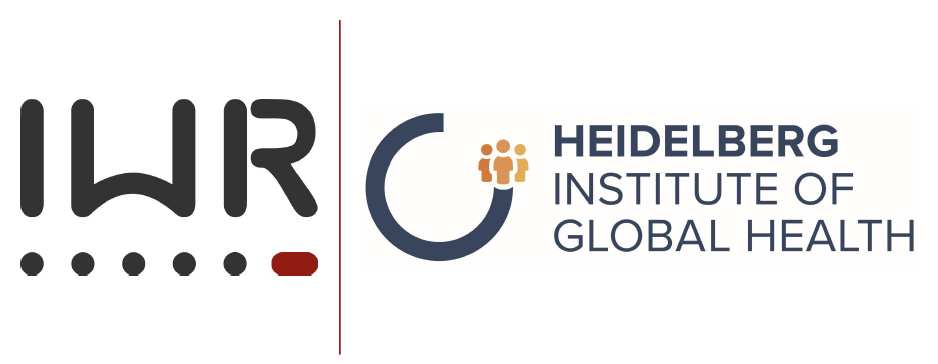 IWR
HEIDELBERG
INSTITUTE OF
GLOBAL HEALTH